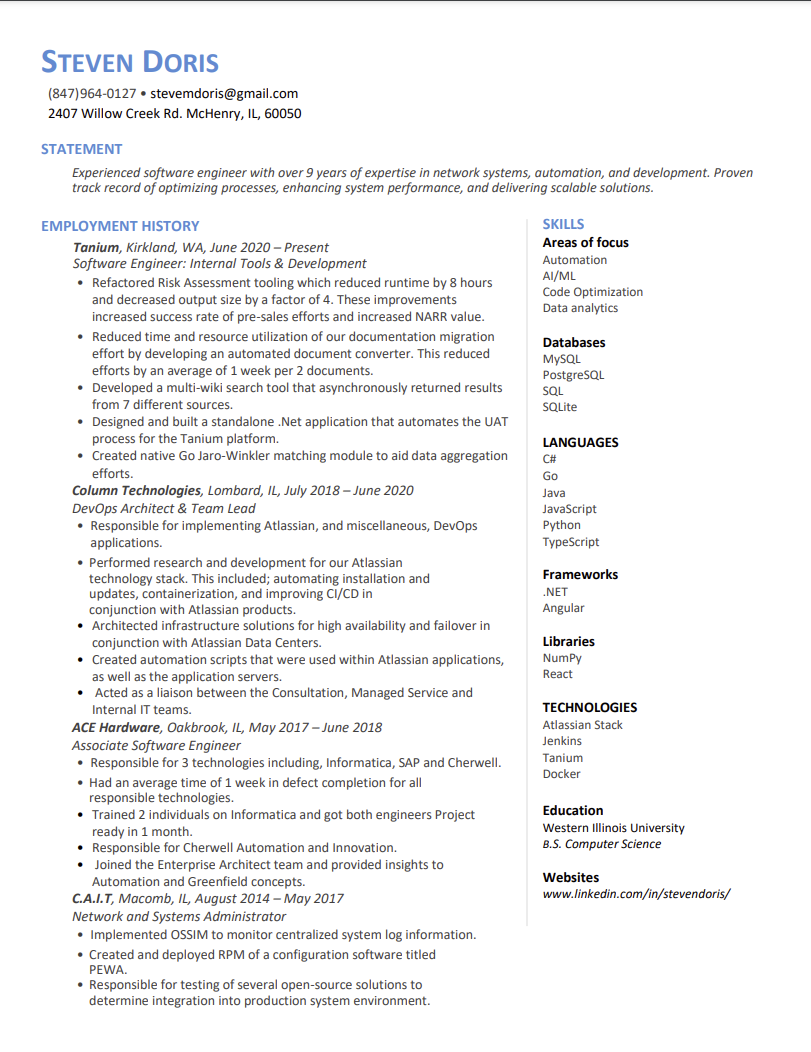 STEVEN DORIS
(847)964-0127 • stevemdoris@gmail.com
2407 Willow Creek Rd. McHenry, IL, 60050
STATEMENT
Experienced software engineer with over 9 years of expertise in network systems, automation, and development. Proven
track record of optimizing processes, enhancing system performance, and delivering scalable solutions.
EMPLOYMENT HISTORY
Tanium, Kirkland, WA, June 2020 – Present
Software Engineer: Internal Tools & Development
• Refactored Risk Assessment tooling which reduced runtime by 8 hours
and decreased output size by a factor of 4. These improvements
increased success rate of pre-sales efforts and increased NARR value.
• Reduced time and resource utilization of our documentation migration
effort by developing an automated document converter. This reduced
efforts by an average of 1 week per 2 documents.
• Developed a multi-wiki search tool that asynchronously returned results
from 7 different sources.
• Designed and built a standalone .Net application that automates the UAT
process for the Tanium platform.
• Created native Go Jaro-Winkler matching module to aid data aggregation
efforts.
Column Technologies, Lombard, IL, July 2018 – June 2020
DevOps Architect & Team Lead
• Responsible for implementing Atlassian, and miscellaneous, DevOps
applications.
• Performed research and development for our Atlassian
technology stack. This included; automating installation and
updates, containerization, and improving CI/CD in
conjunction with Atlassian products.
• Architected infrastructure solutions for high availability and failover in
conjunction with Atlassian Data Centers.
• Created automation scripts that were used within Atlassian applications,
as well as the application servers.
• Acted as a liaison between the Consultation, Managed Service and
Internal IT teams.
ACE Hardware, Oakbrook, IL, May 2017 – June 2018
Associate Software Engineer
• Responsible for 3 technologies including, Informatica, SAP and Cherwell.
• Had an average time of 1 week in defect completion for all
responsible technologies.
• Trained 2 individuals on Informatica and got both engineers Project
ready in 1 month.
• Responsible for Cherwell Automation and Innovation.
• Joined the Enterprise Architect team and provided insights to
Automation and Greenfield concepts.
C.A.I.T, Macomb, IL, August 2014 – May 2017
Network and Systems Administrator
• Implemented OSSIM to monitor centralized system log information.
• Created and deployed RPM of a configuration software titled
PEWA.
• Responsible for testing of several open-source solutions to
determine integration into production system environment.
SKILLS
Areas of focus
Automation
AI/ML
Code Optimization
Data analytics
Databases
MySQL
PostgreSQL
SQL
SQLite
LANGUAGES
C#
Go
Java
JavaScript
Python
TypeScript
Frameworks
.NET
Angular
Libraries
NumPy
React
TECHNOLOGIES
Atlassian Stack
Jenkins
Tanium
Docker
Education
Western Illinois University
B.S. Computer Science
Websites
www.linkedin.com/in/stevendoris/